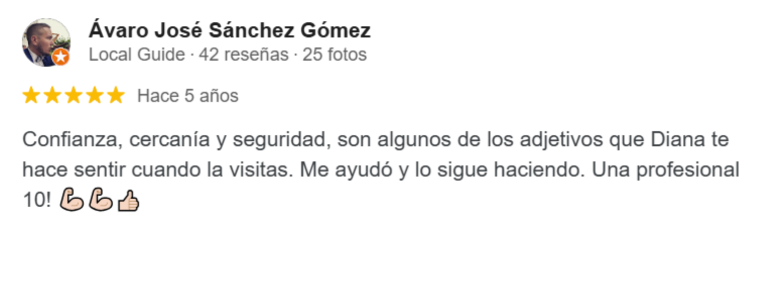 Ávaro José Sánchez Gómez
Local Guide · 42 reseñas · 25 fotos
Hace 5 años
Confianza, cercanía y seguridad, son algunos de los adjetivos que Diana te
hace sentir cuando la visitas. Me ayudó y lo sigue haciendo. Una profesional
10! 💪🏻💪🏻👍🏻